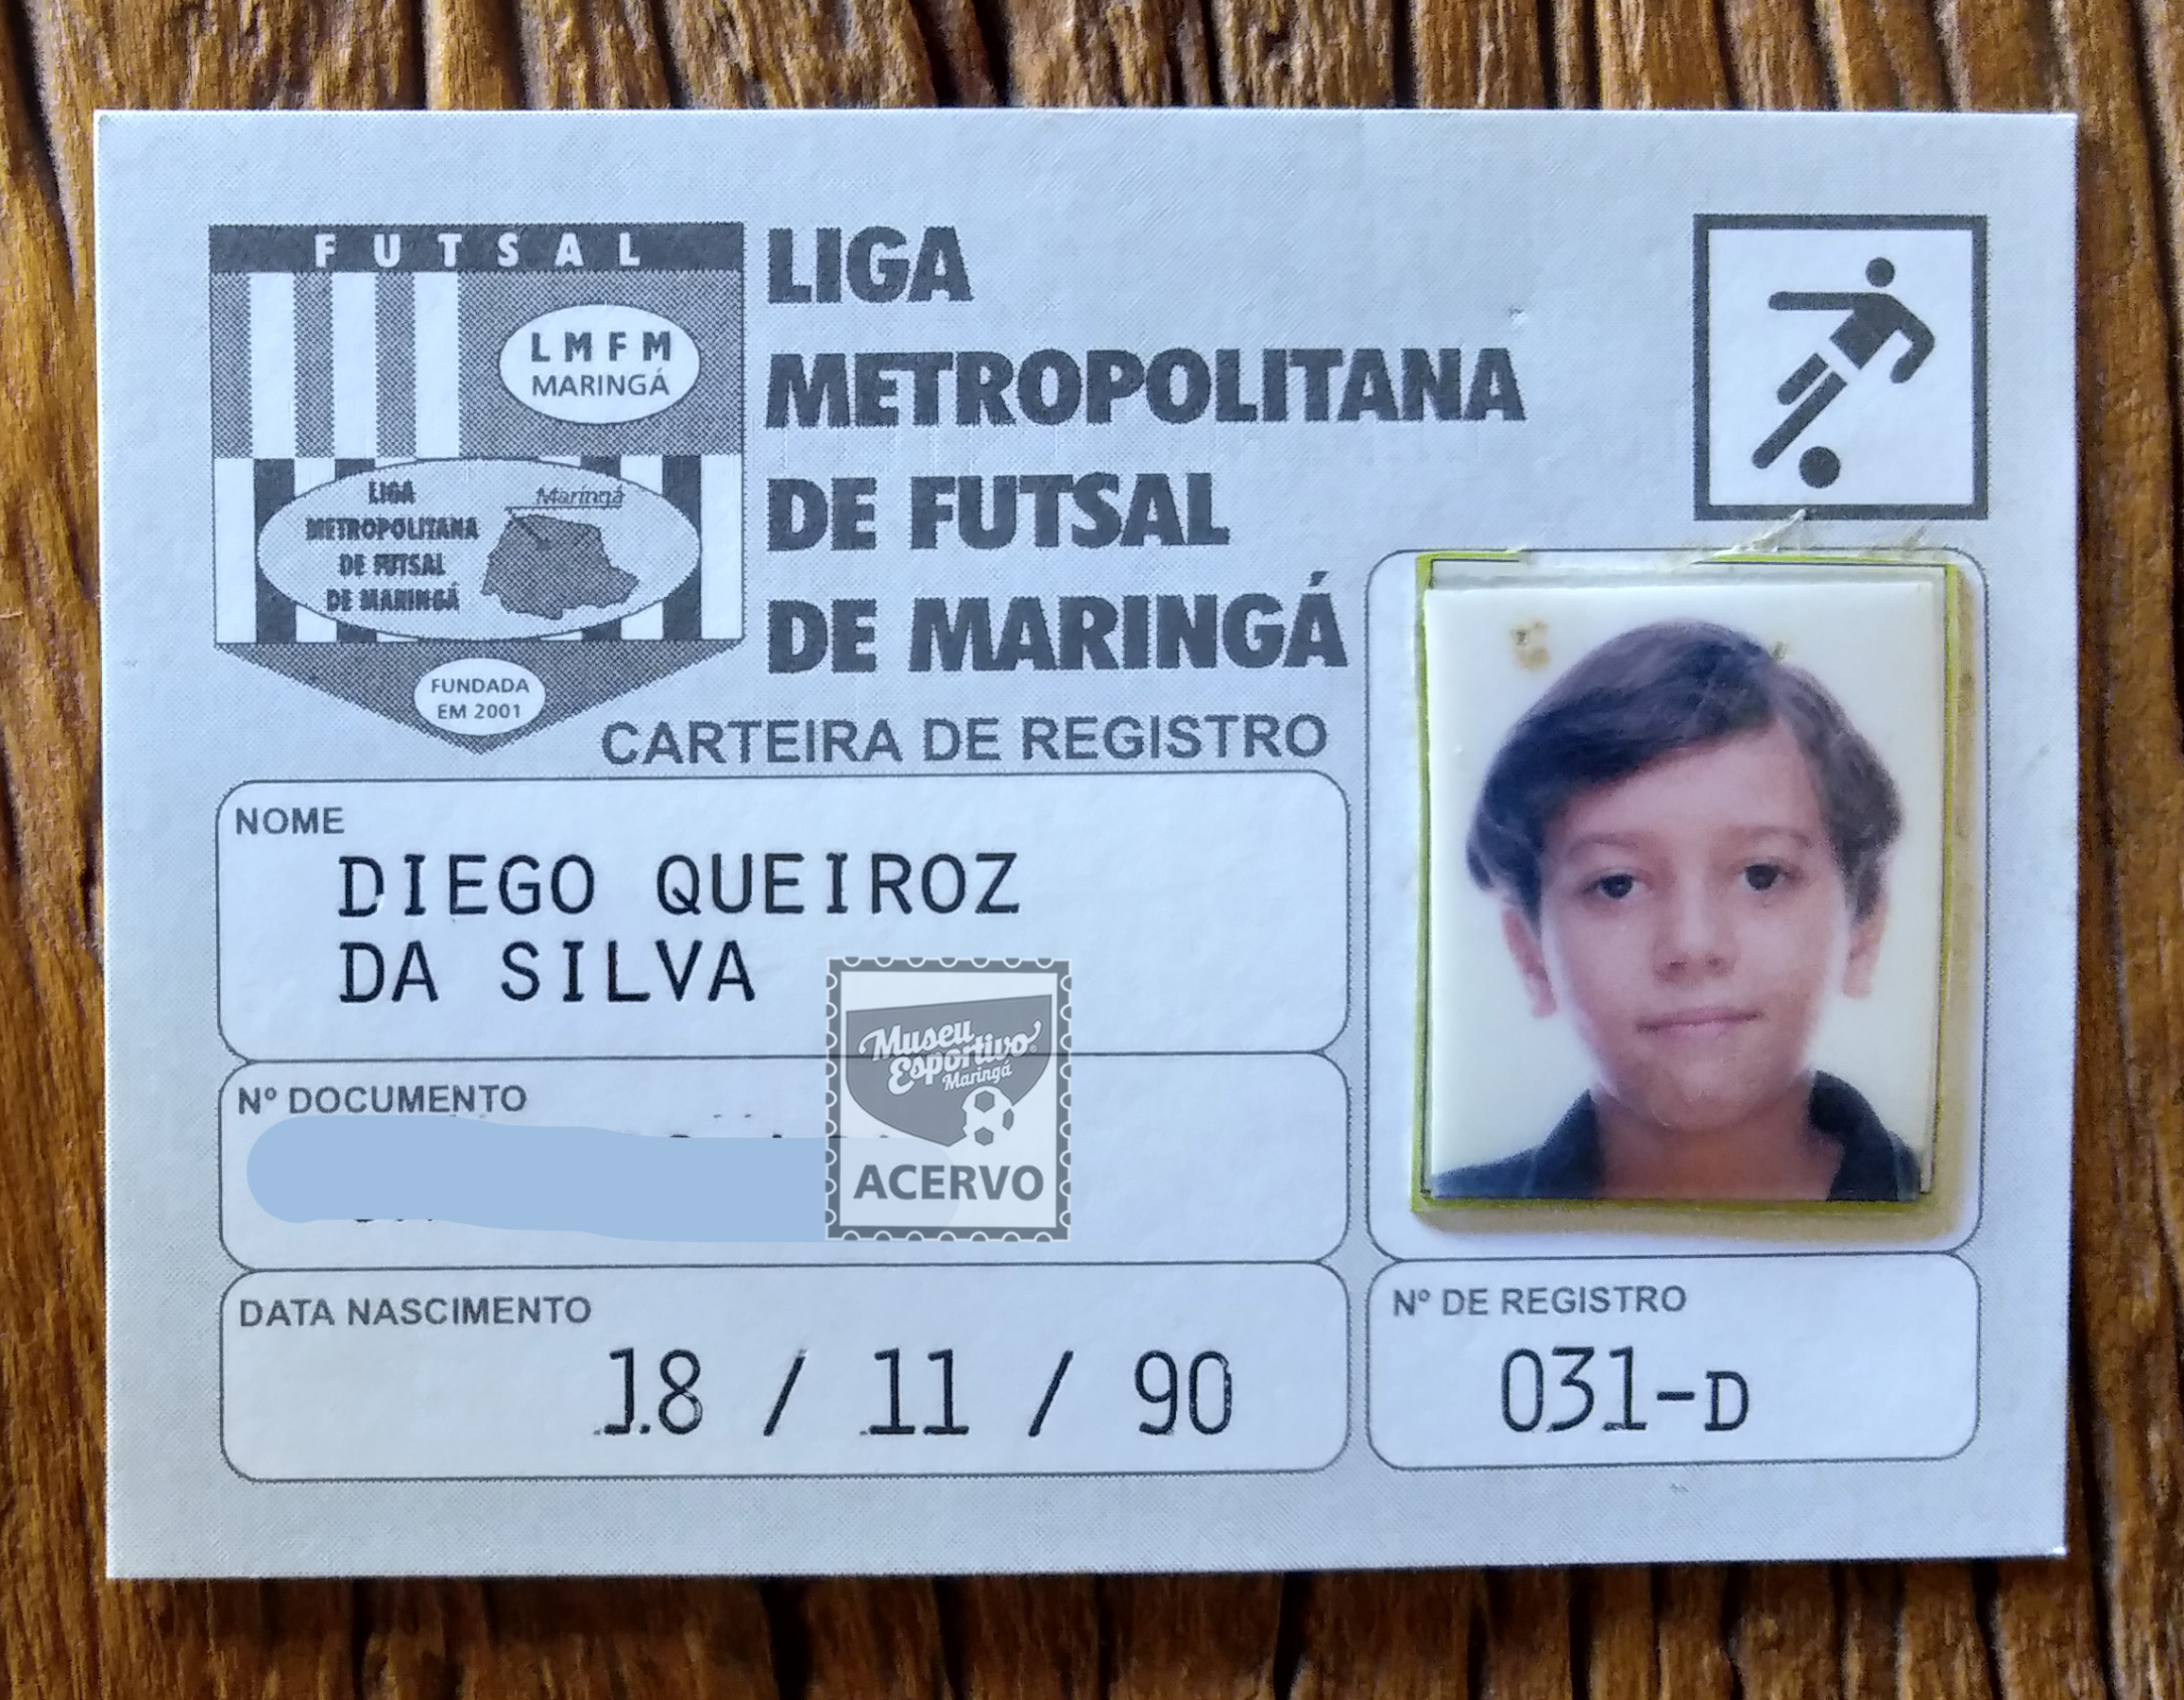 FUTSAL
LMFM
MARINGÁ
LIGA
METROPOLITANA
DE FUTSAL
DE MARINGÁ
Maringá
FUNDADA
EM 2001
LIGA
METROPOLITANA
DE FUTSAL
DE MARINGÁ
CARTEIRA DE REGISTRO
NOME
DIEGO QUEIROZ
DA SILVA
Nº DOCUMENTO
Museu
Esportivo
Maringá
ACERVO
DATA NASCIMENTO
18 / 11 / 90
Nº DE REGISTRO
031-D